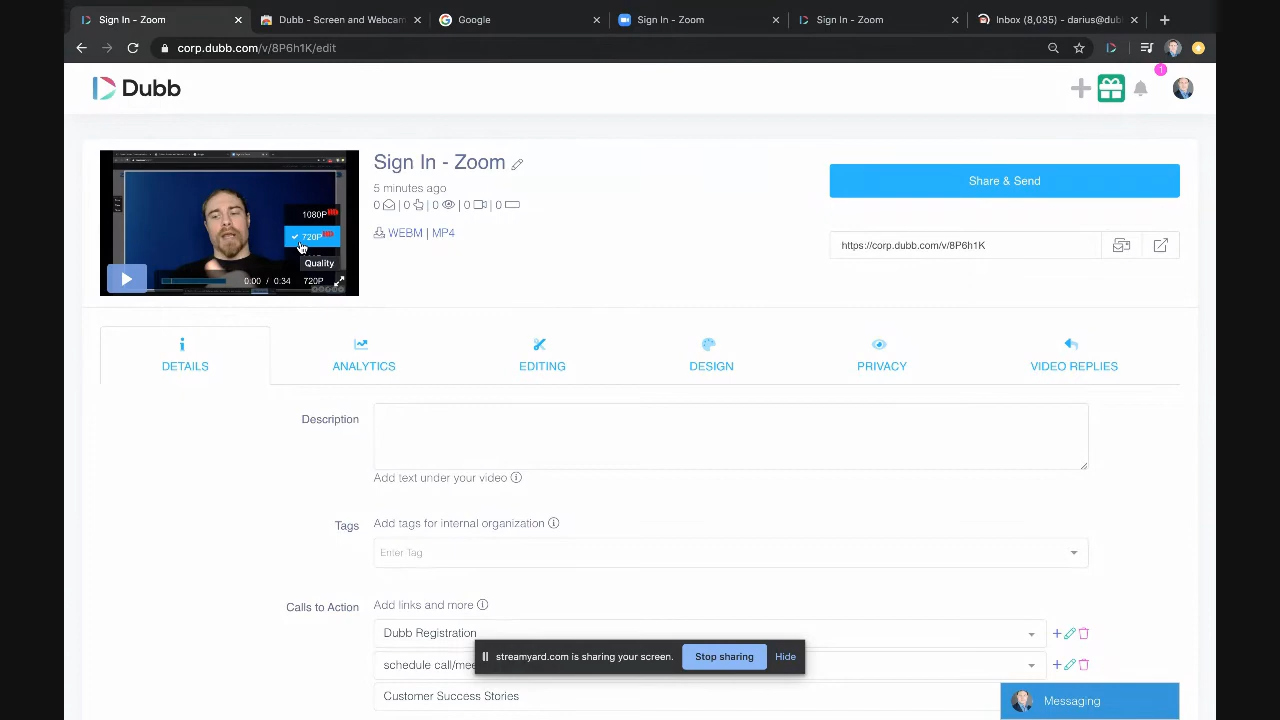 Sign In - Zoom
Dubb - Screen and Webcam
Google
Sign In - Zoom
Sign In - Zoom
Inbox (8,035) - darius@dubb
corp.dubb.com/v/8P6h1K/edit
Dubb
1
Sign In - Zoom
5 minutes ago
0 | 0 | 0 | 0 | 0
WEBM | MP4
Share & Send
https://corp.dubb.com/v/8P6h1K
1080P HD
720P HD
Quality
0:00 / 0:34 720P
DETAILS
ANALYTICS
EDITING
DESIGN
PRIVACY
VIDEO REPLIES
Description
Add text under your video
Tags
Add tags for internal organization
Enter Tag
Calls to Action
Add links and more
Dubb Registration
streamyard.com is sharing your screen.
Stop sharing
Hide
schedule call/mee
Customer Success Stories
Messaging